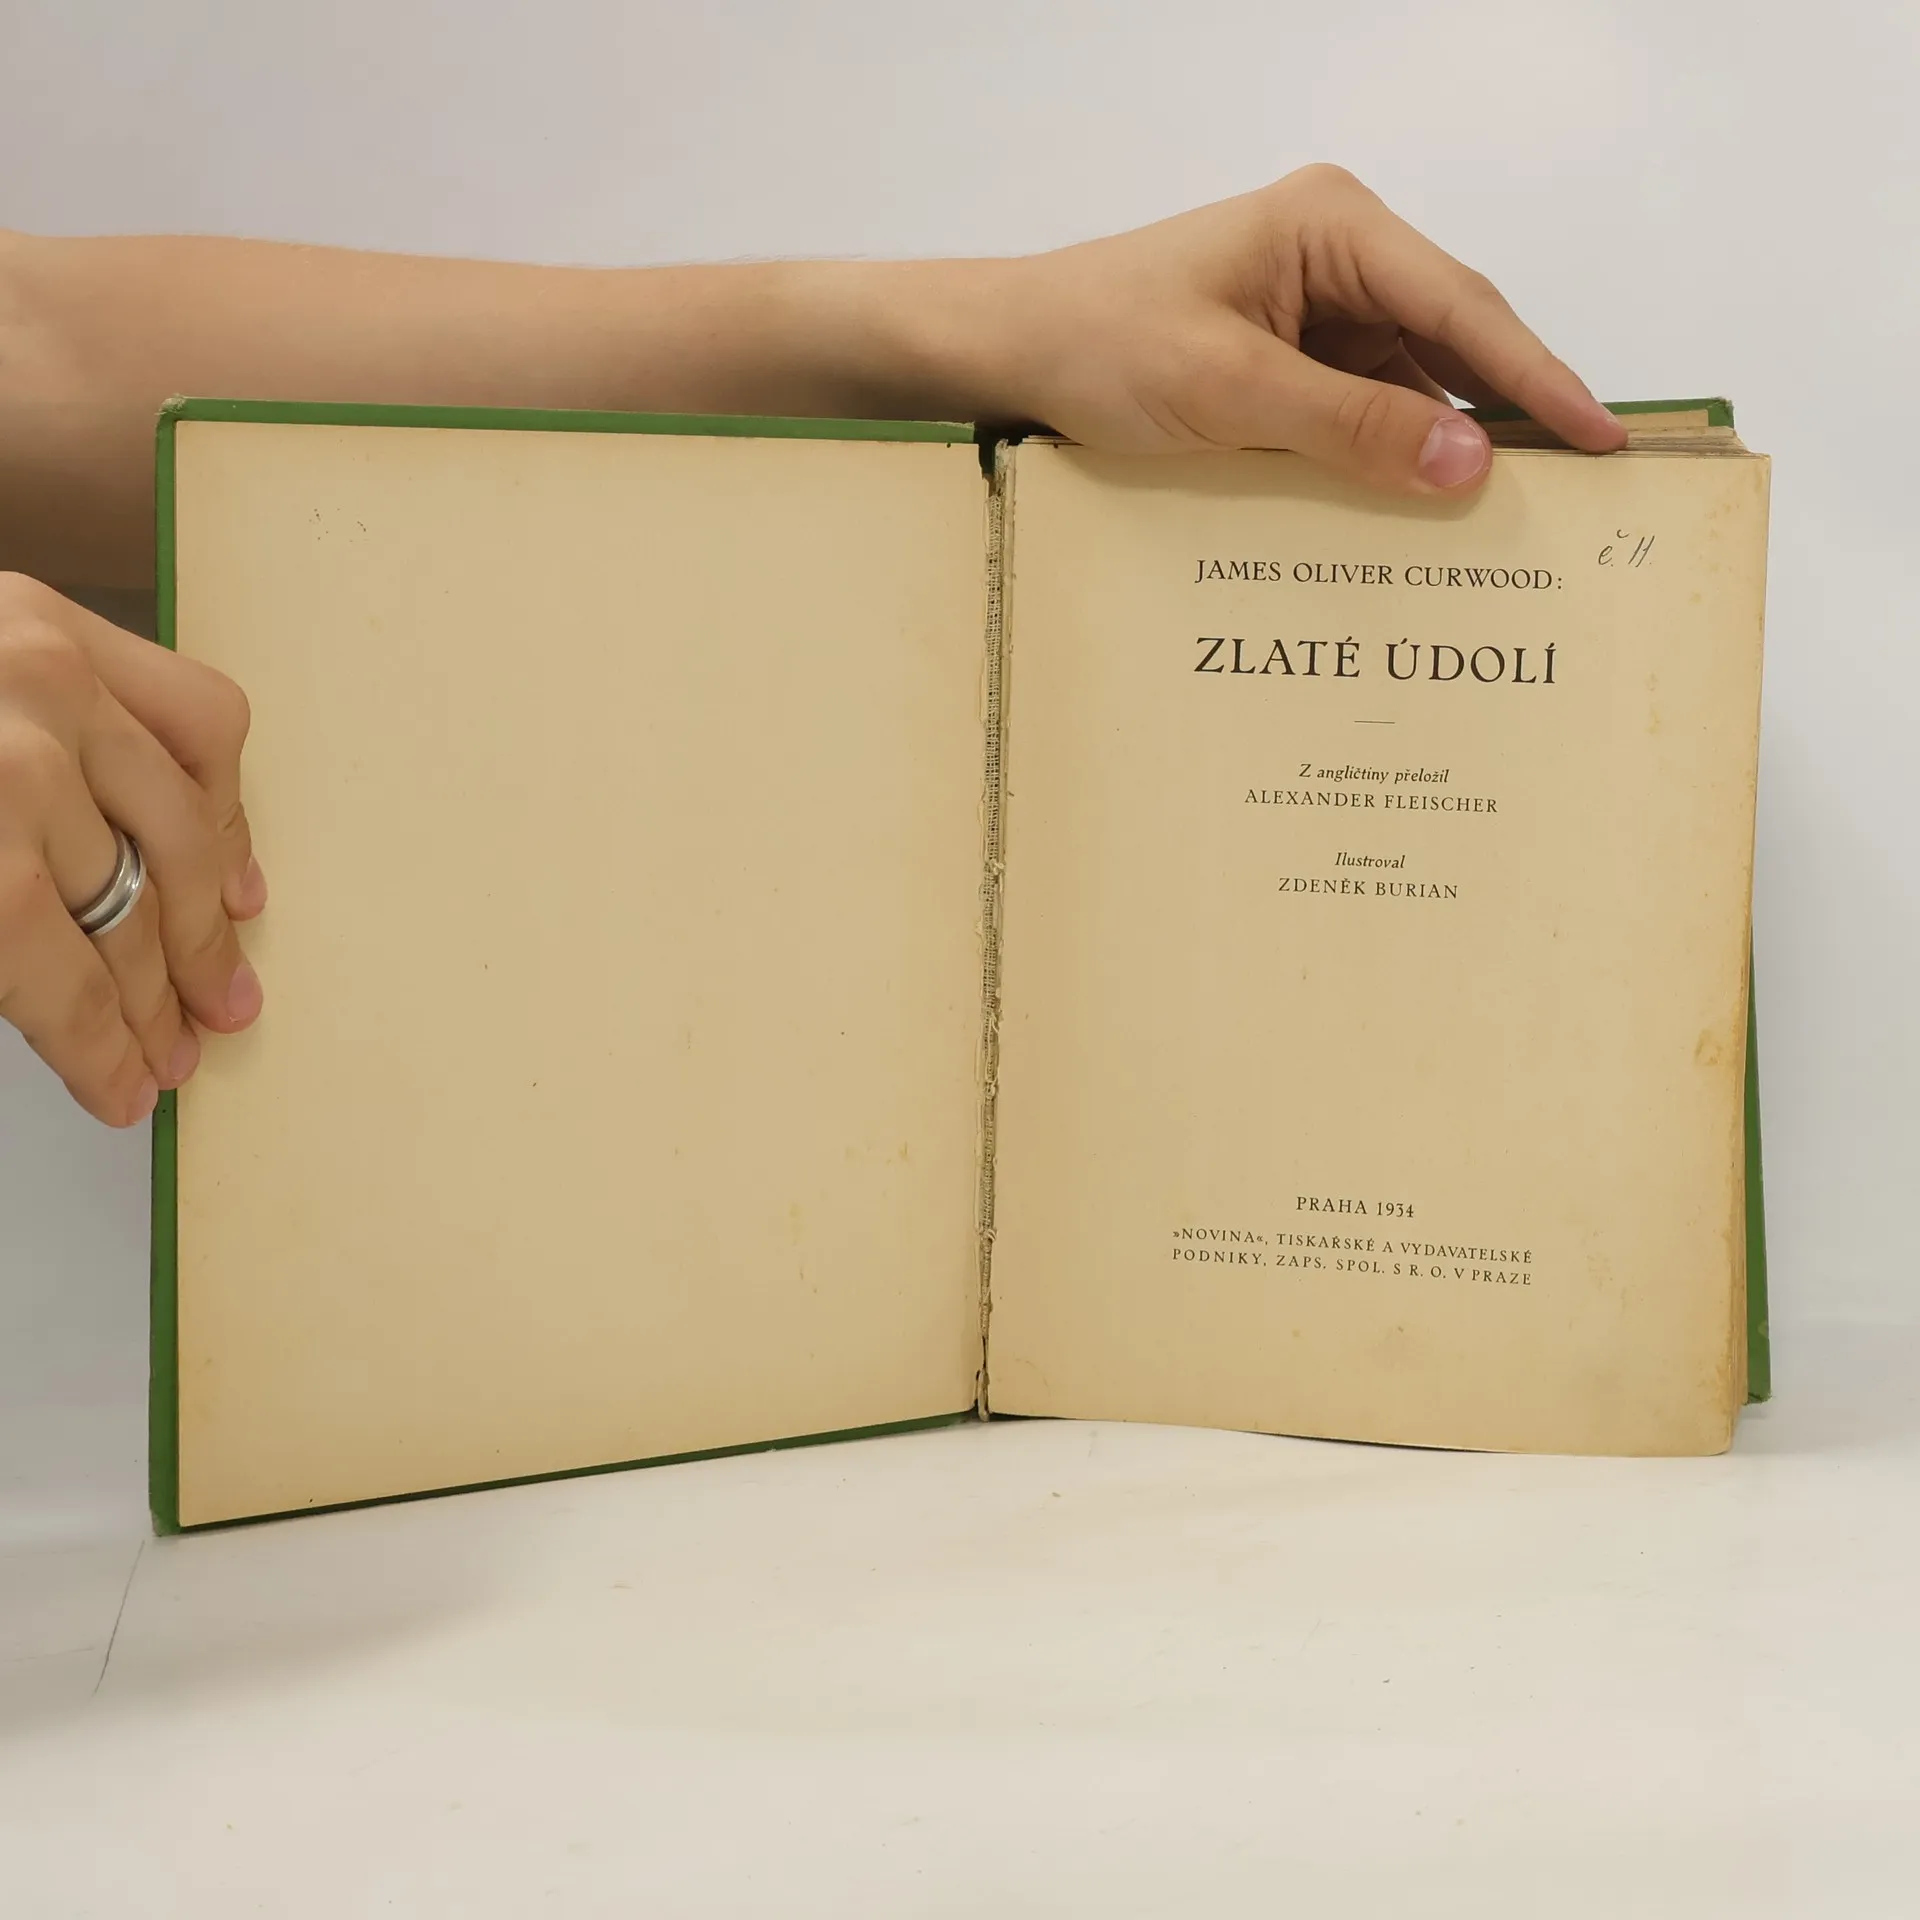 č. 11.
JAMES OLIVER CURWOOD:
ZLATÉ ÚDOLÍ
Z angličtiny přeložil
ALEXANDER FLEISCHER
Ilustroval
ZDENĚK BURIAN
PRAHA 1934
»NOVINA«, TISKAŘSKÉ A VYDAVATELSKÉ
PODNIKY, ZAPS. SPOL. S R. O. V PRAZE